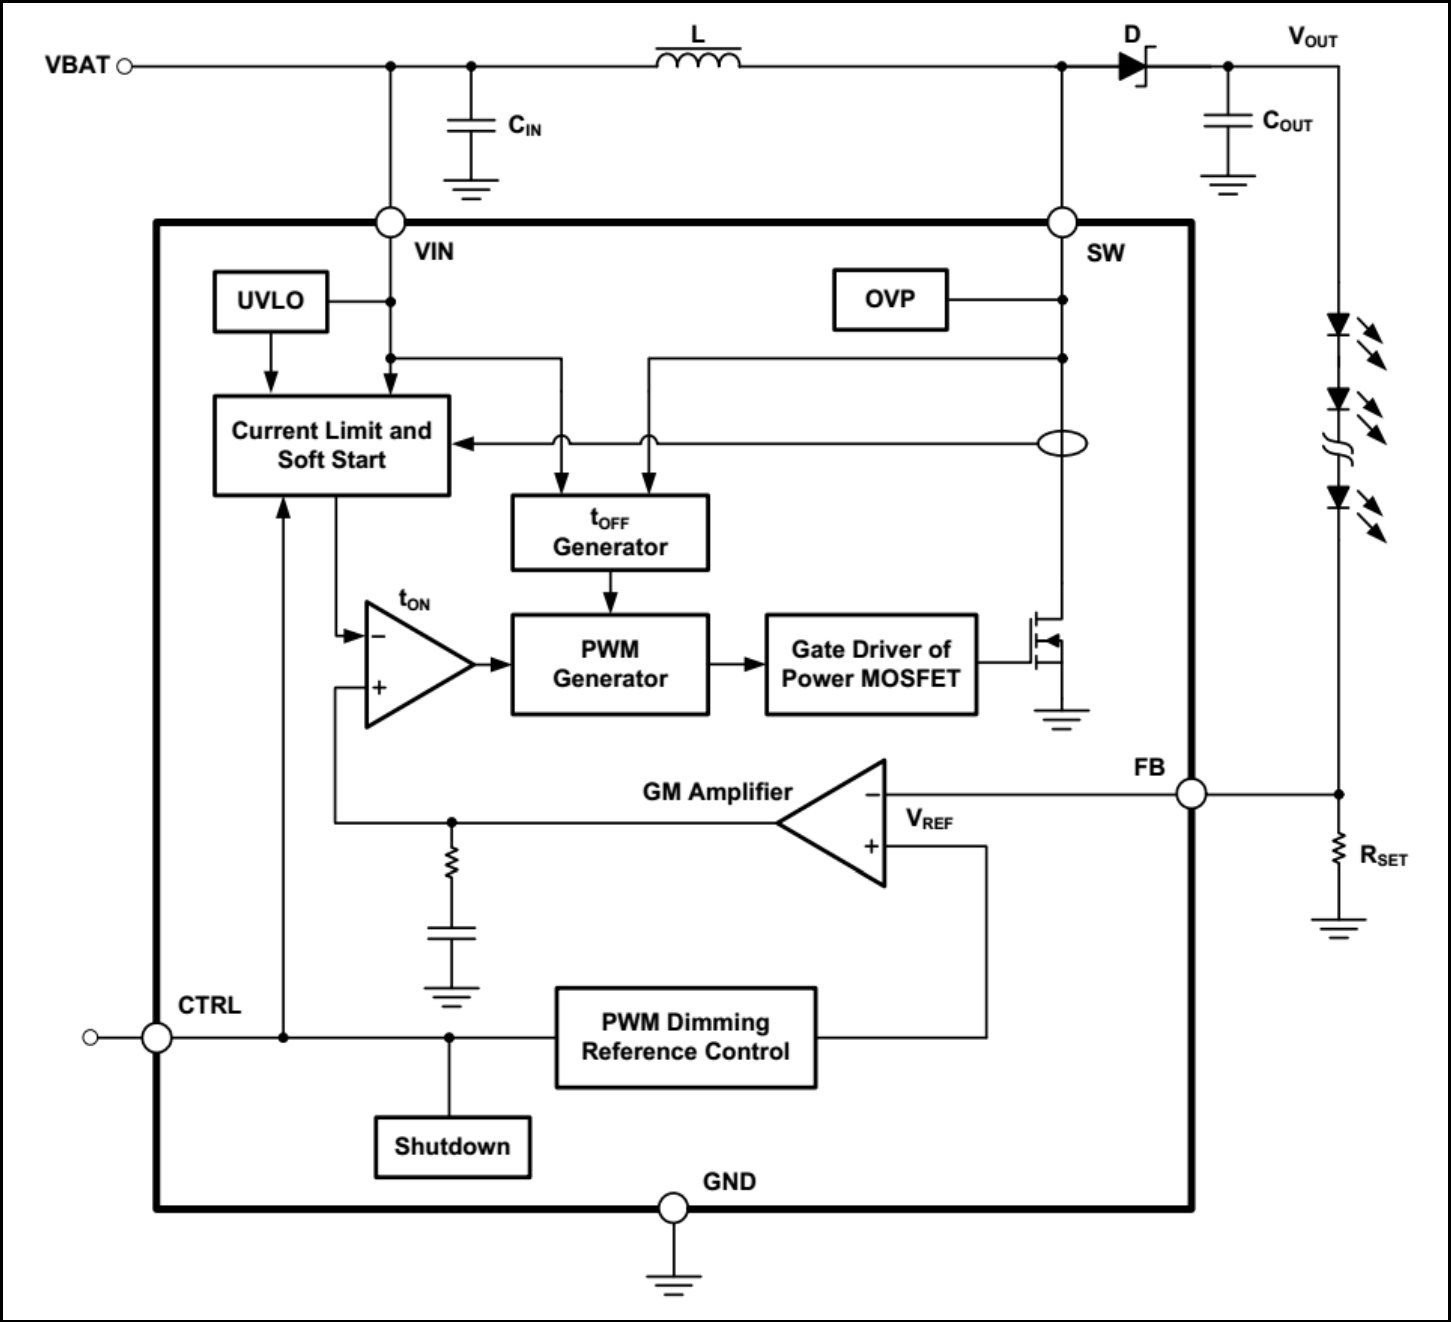 L
D
VOUT
VBAT
CIN
COUT
VIN
SW
UVLO
OVP
Current Limit and
Soft Start
tOFF
Generator
tON
−
+
PWM
Generator
Gate Driver of
Power MOSFET
FB
GM Amplifier
−
VREF
+
RSET
CTRL
PWM Dimming
Reference Control
Shutdown
GND